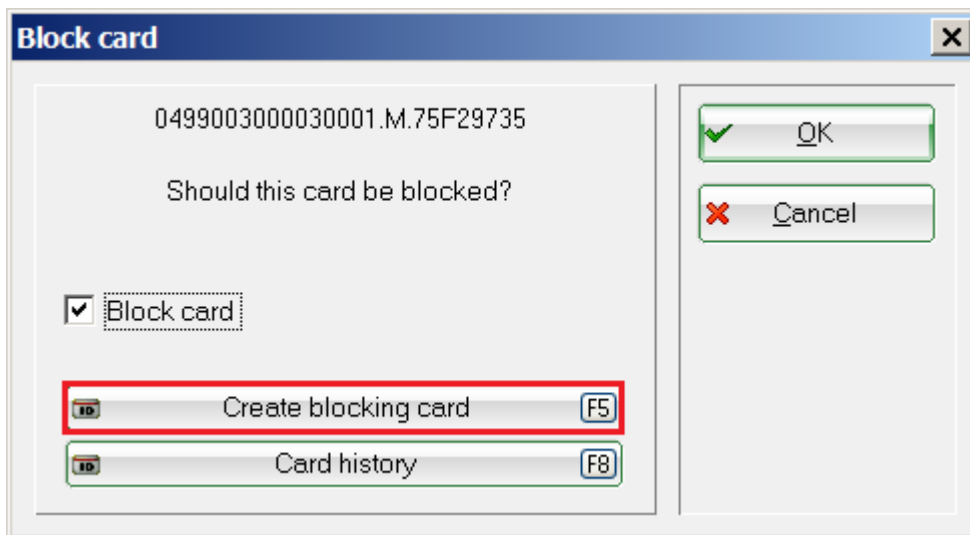 Block card
0499003000030001.M.75F29735
Should this card be blocked?
Block card
Create blocking card F5
Card history F8
OK
Cancel